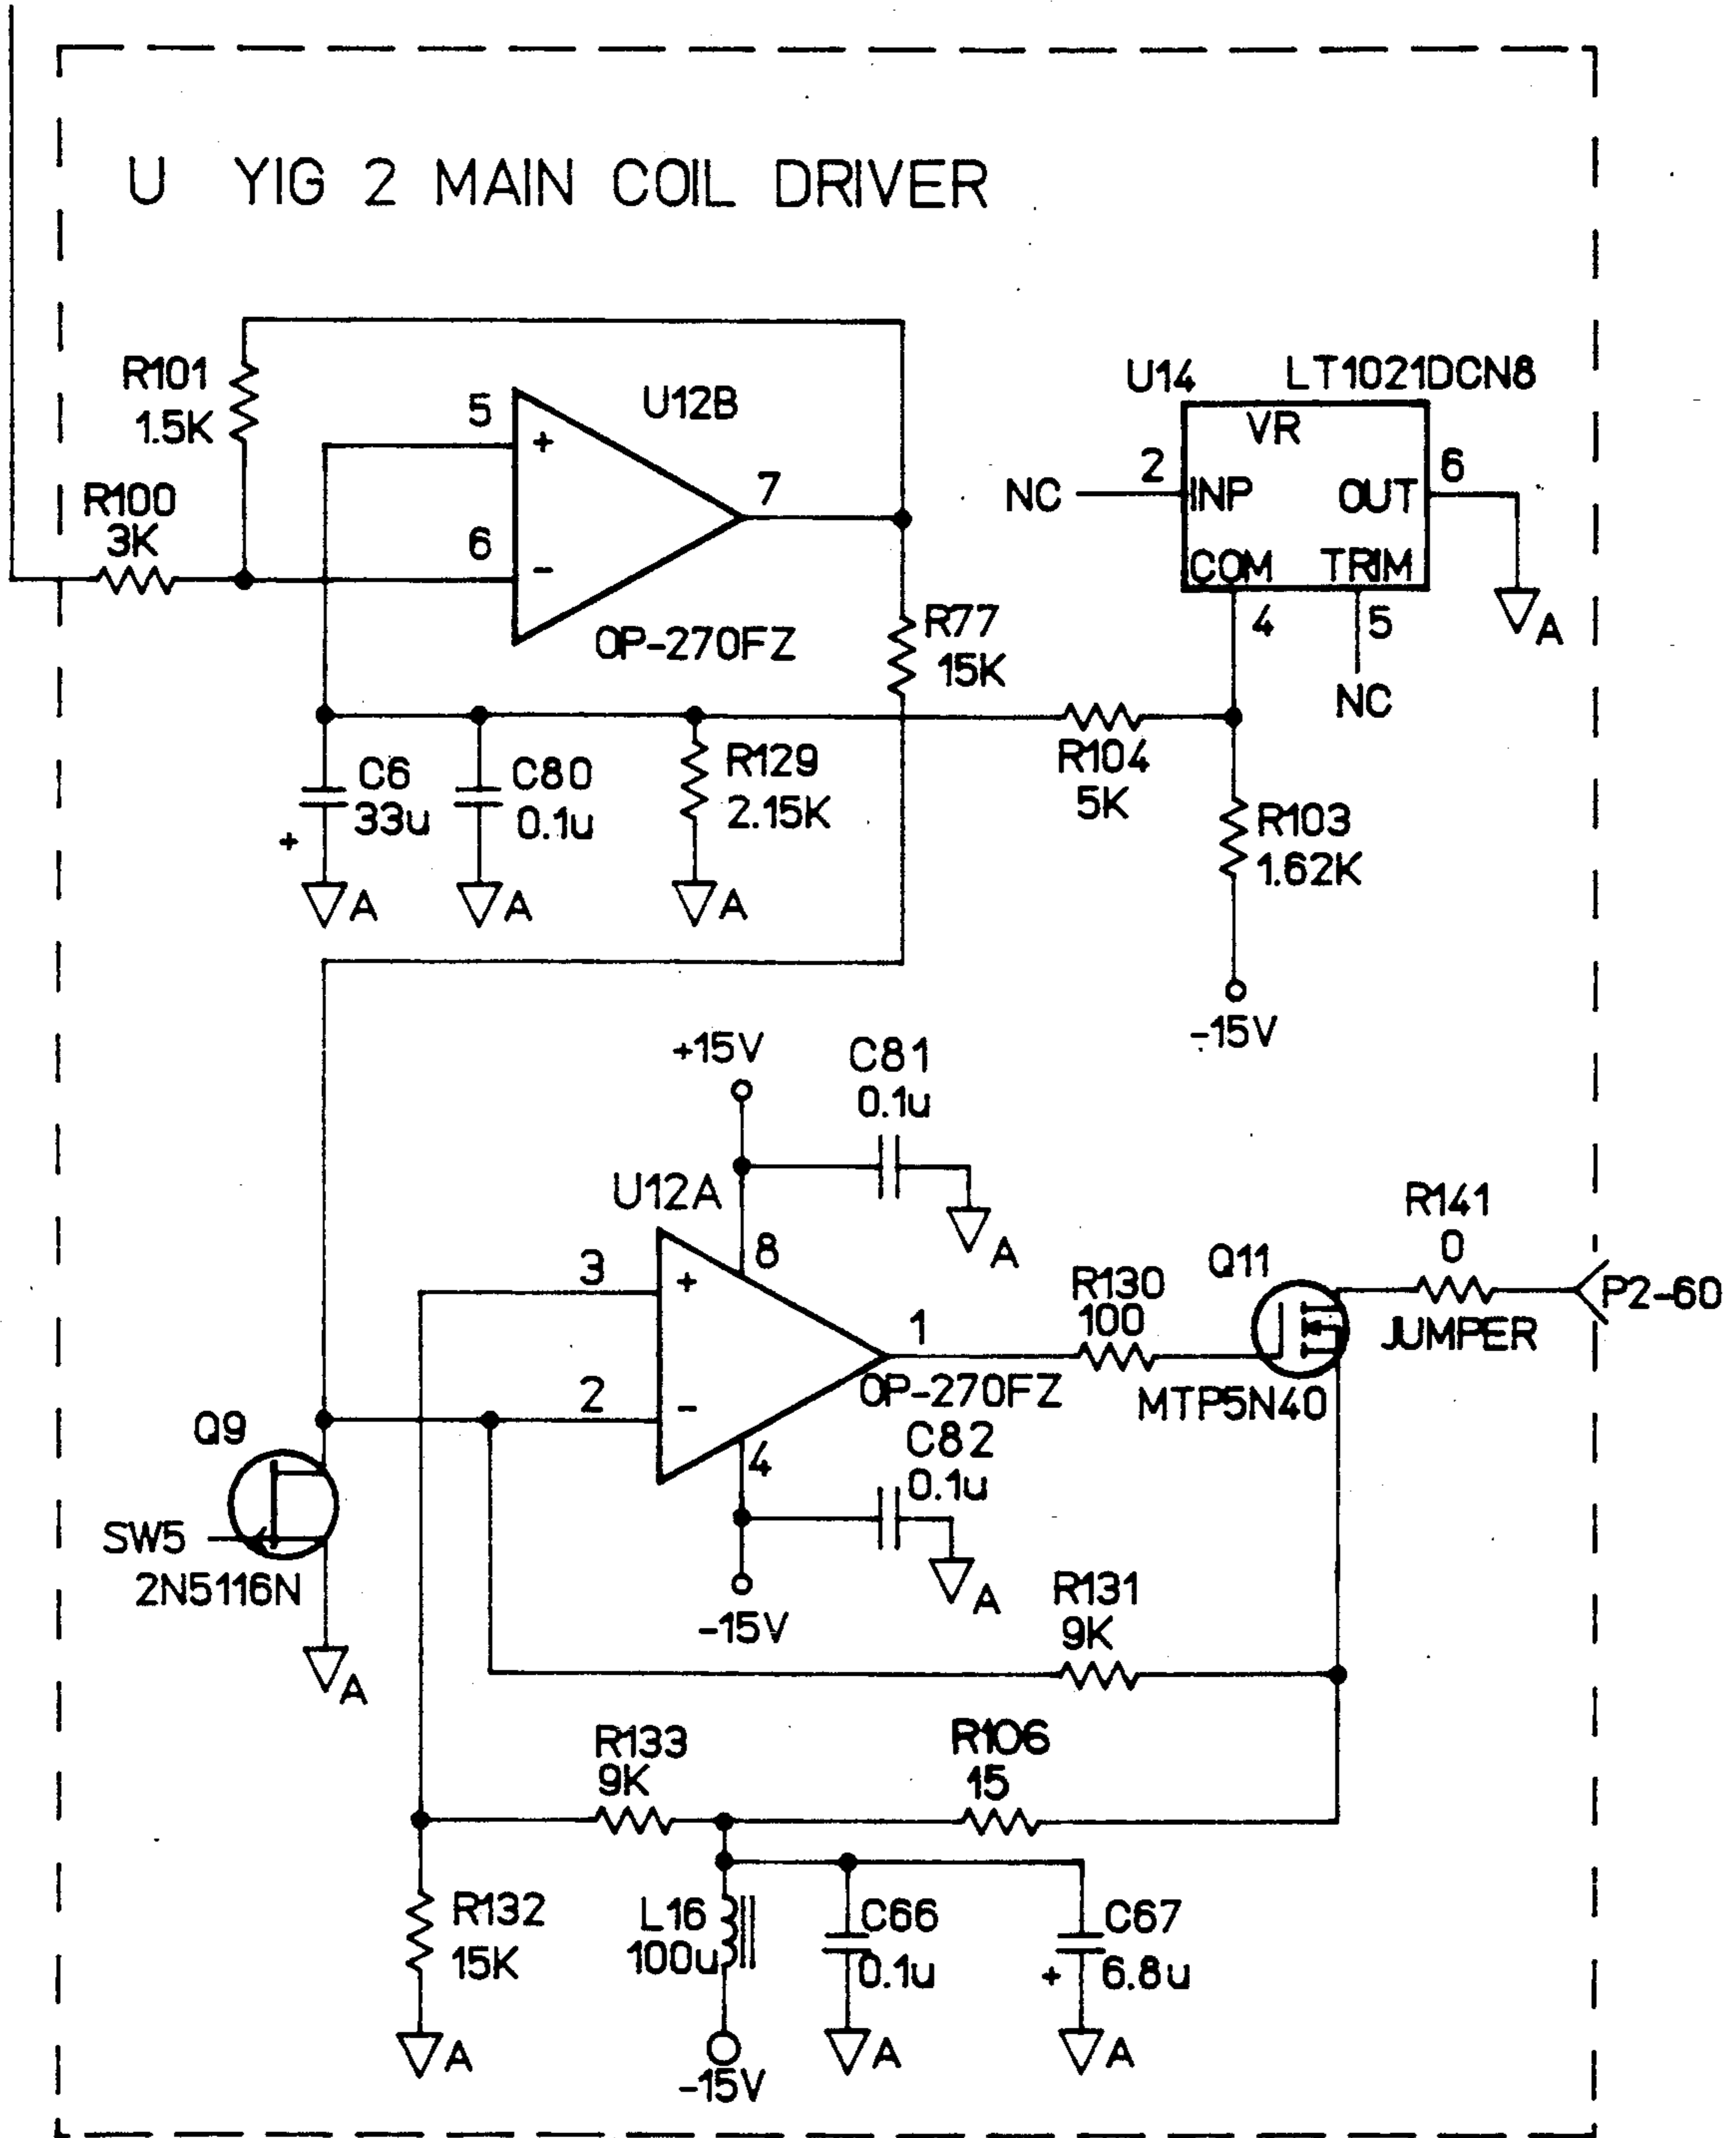 U YIG 2 MAIN COIL DRIVER
R101
1.5K
5
+
U12B
7
R100
3K
6
-
OP-270FZ
R77
15K
U14
LT1021DCN8
VR
NC
2
INP
OUT
6
COM
TRIM
4
5
A
NC
C6
33u
+
A
C80
0.1u
A
R129
2.15K
A
R104
5K
R103
1.62K
-15V
+15V
C81
0.1u
A
U12A
8
3
+
1
2
-
OP-270FZ
4
C82
0.1u
A
-15V
R130
100
Q11
MTP5N40
R141
0
JUMPER
P2-60
Q9
SW5
2N5116N
A
R131
9K
R133
9K
R106
15
R132
15K
A
L16
100u
-15V
C66
0.1u
A
C67
+ 6.8u
A